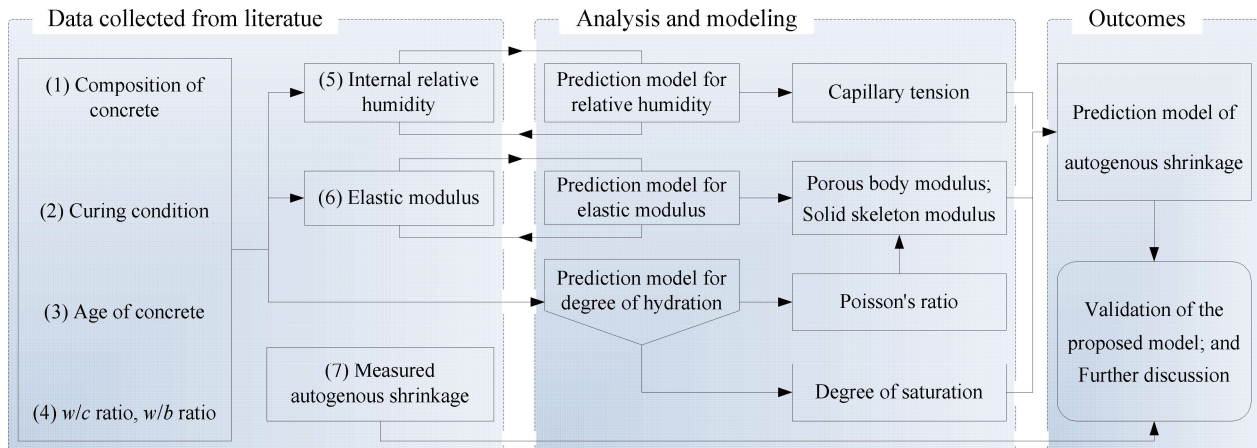 Data collected from literatue
(1) Composition of
concrete
(2) Curing condition
(3) Age of concrete
(4) w/c ratio, w/b ratio
(5) Internal relative
humidity
(6) Elastic modulus
(7) Measured
autogenous shrinkage
Analysis and modeling
Prediction model for
relative humidity
Capillary tension
Prediction model for
elastic modulus
Porous body modulus;
Solid skeleton modulus
Prediction model for
degree of hydration
Poisson's ratio
Degree of saturation
Outcomes
Prediction model of
autogenous shrinkage
Validation of the
proposed model; and
Further discussion